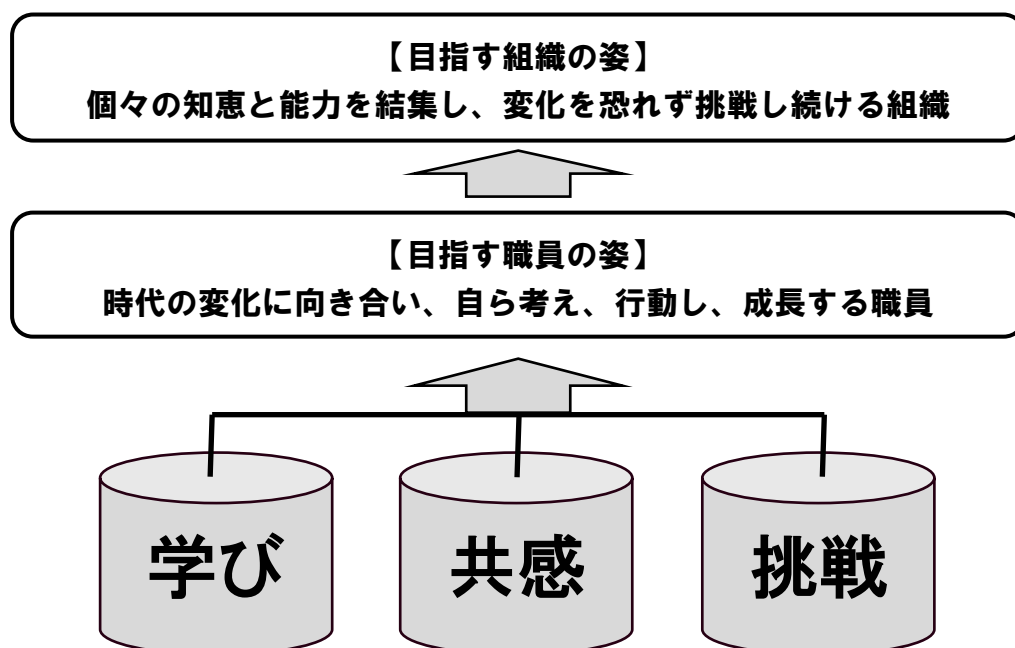 【目指す組織の姿】
個々の知恵と能力を結集し、変化を恐れず挑戦し続ける組織
【目指す職員の姿】
時代の変化に向き合い、自ら考え、行動し、成長する職員
学び
共感
挑戦